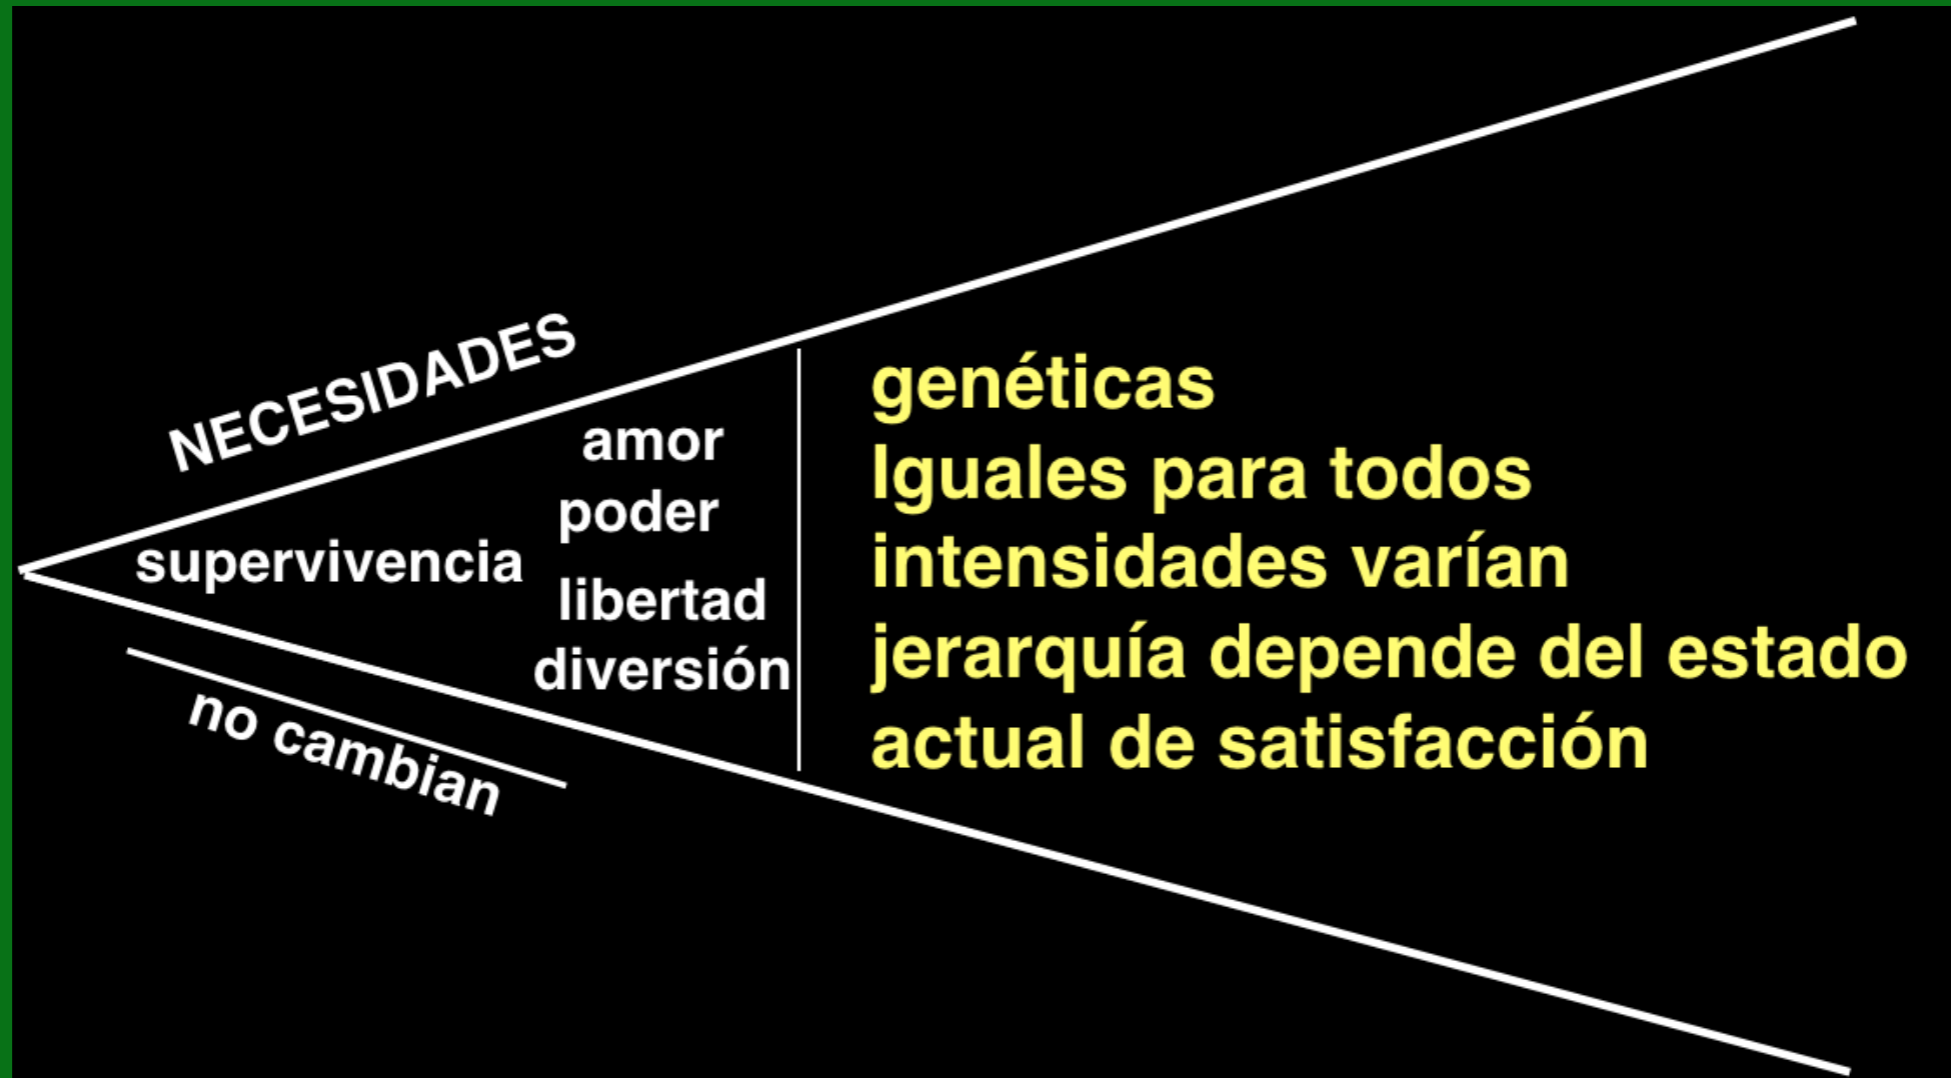 NECESIDADES
amor
poder
supervivencia
libertad
diversión
no cambian
genéticas
Iguales para todos
intensidades varían
jerarquía depende del estado
actual de satisfacción